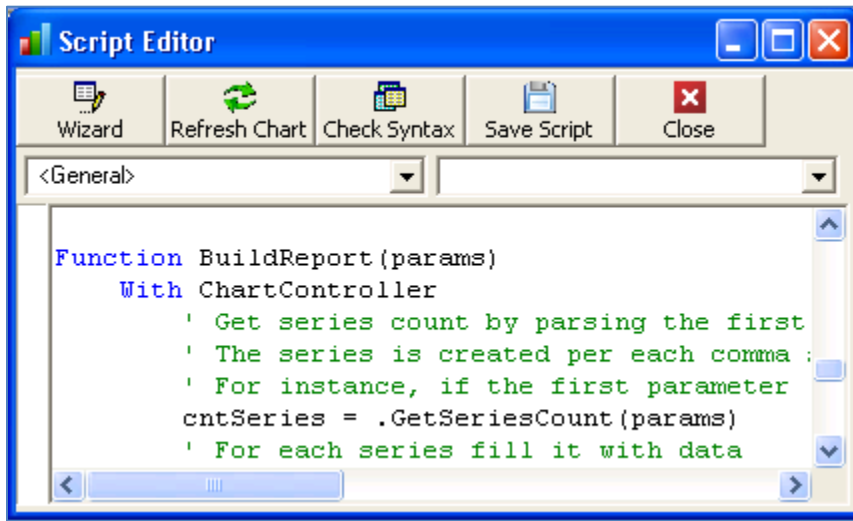 Script Editor
Wizard Refresh Chart Check Syntax Save Script Close
<General>
Function BuildReport(params)
With ChartController
' Get series count by parsing the first
' The series is created per each comma
' For instance, if the first parameter
cntSeries = .GetSeriesCount(params)
' For each series fill it with data